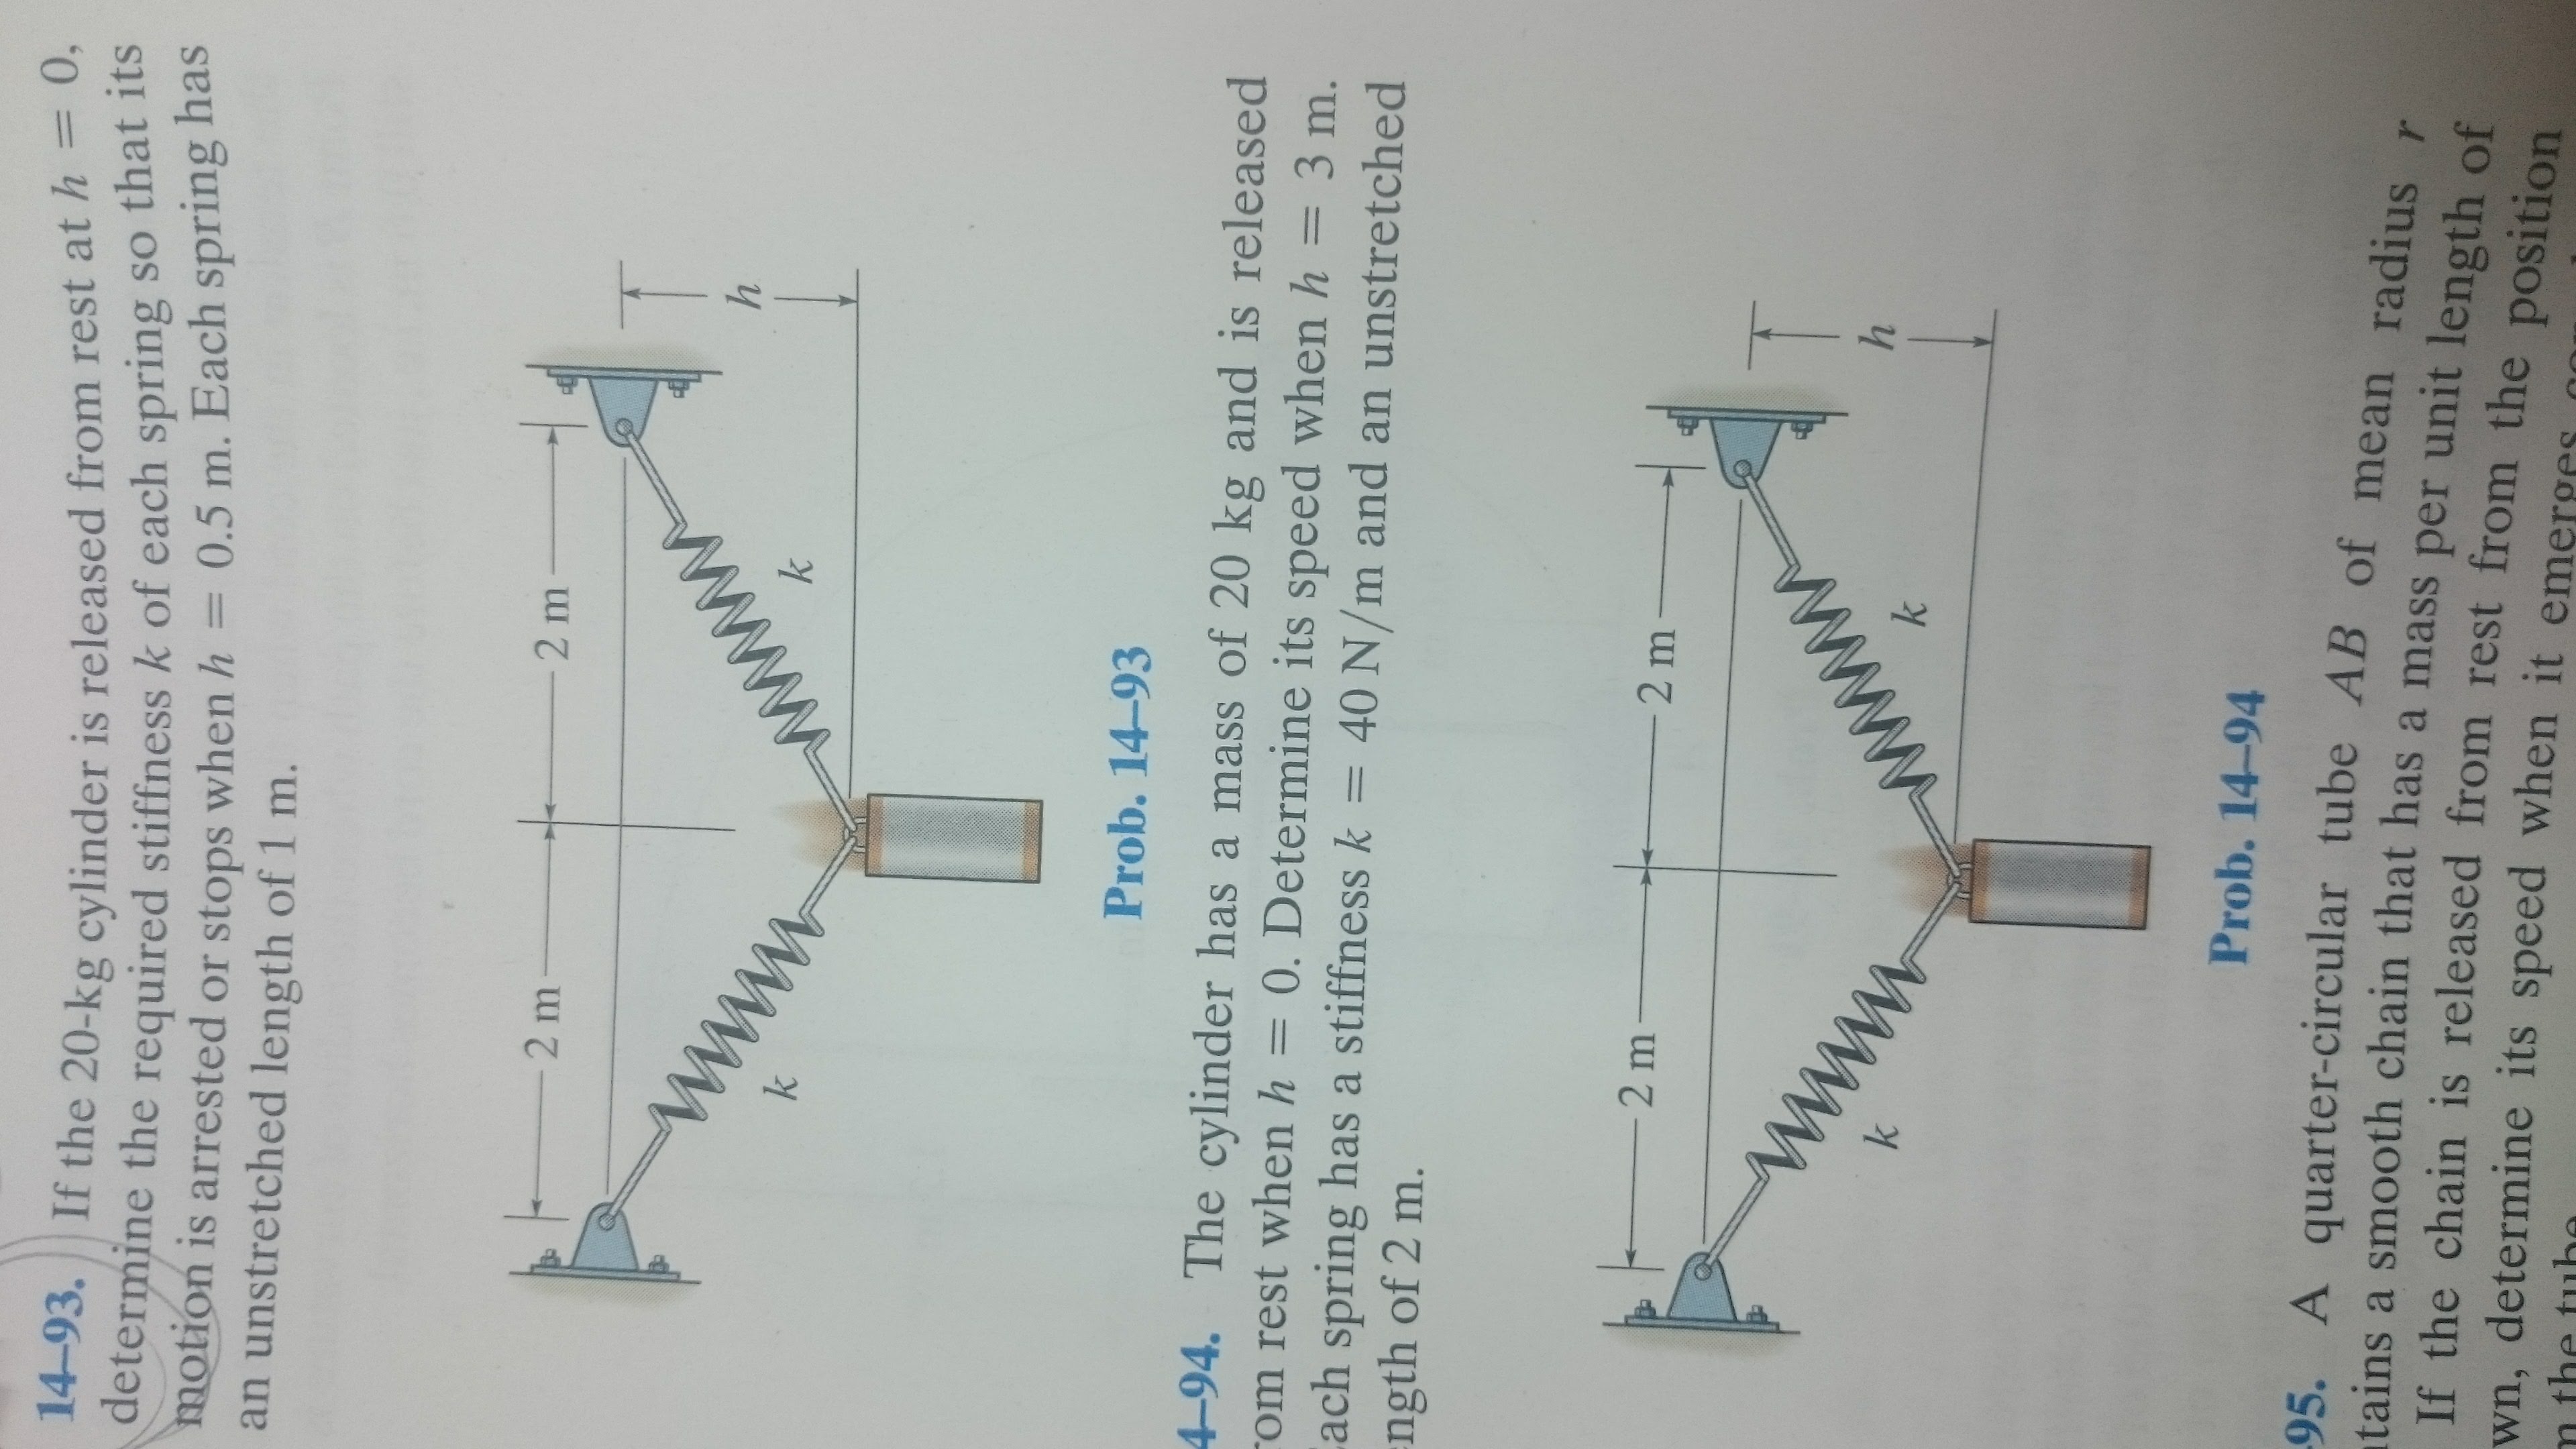 14–93. If the 20-kg cylinder is released from rest at h = 0,
determine the required stiffness k of each spring so that its
motion is arrested or stops when h = 0.5 m. Each spring has
an unstretched length of 1 m.
2 m
2 m
k
k
h
Prob. 14–93
4–94. The cylinder has a mass of 20 kg and is released
rom rest when h = 0. Determine its speed when h = 3 m.
ach spring has a stiffness k = 40 N/m and an unstretched
ength of 2 m.
2 m
2 m
k
k
h
Prob. 14–94
95. A quarter-circular tube AB of mean radius r
tains a smooth chain that has a mass per unit length of
If the chain is released from rest from the position
wn, determine its speed when it emerges
the tube